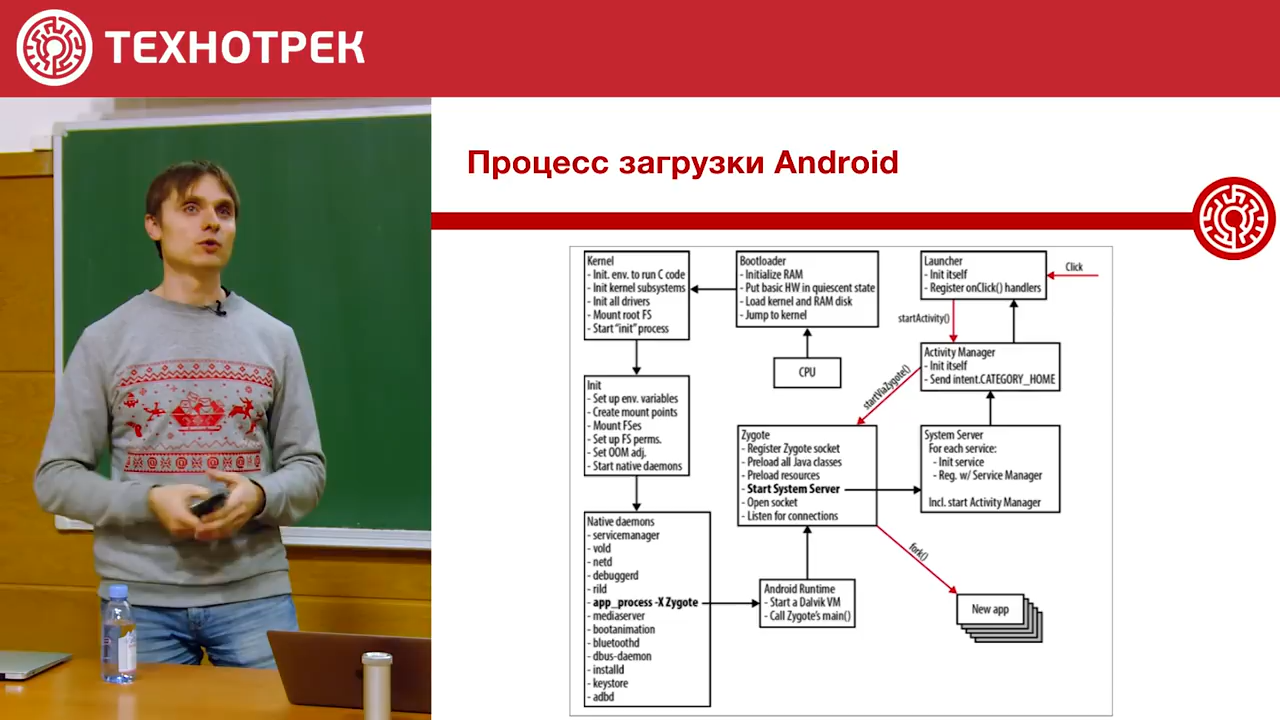 ТЕХНОТРЕК
Процесс загрузки Android
Kernel
- Init. env. to run C code
- Init kernel subsystems
- Init all drivers
- Mount root FS
- Start “init” process
Bootloader
- Initialize RAM
- Put basic HW in quiescent state
- Load kernel and RAM disk
- Jump to kernel
Launcher
- Init itself
- Register onClick() handlers
Click
startActivity()
CPU
Activity Manager
- Init itself
- Send intent.CATEGORY_HOME
startViaZygote()
Init
- Set up env. variables
- Create mount points
- Mount FSes
- Set up FS perms.
- Set OOM adj.
- Start native daemons
Zygote
- Register Zygote socket
- Preload all Java classes
- Preload resources
- Start System Server
- Open socket
- Listen for connections
System Server
For each service:
- Init service
- Reg. w/ Service Manager
Incl. start Activity Manager
Native daemons
- servicemanager
- vold
- netd
- debuggerd
- rild
- app_process -X Zygote
- mediaserver
- bootanimation
- bluetoothd
- dbus-daemon
- installd
- keystore
- adbd
Android Runtime
- Start a Dalvik VM
- Call Zygote’s main()
fork()
New app